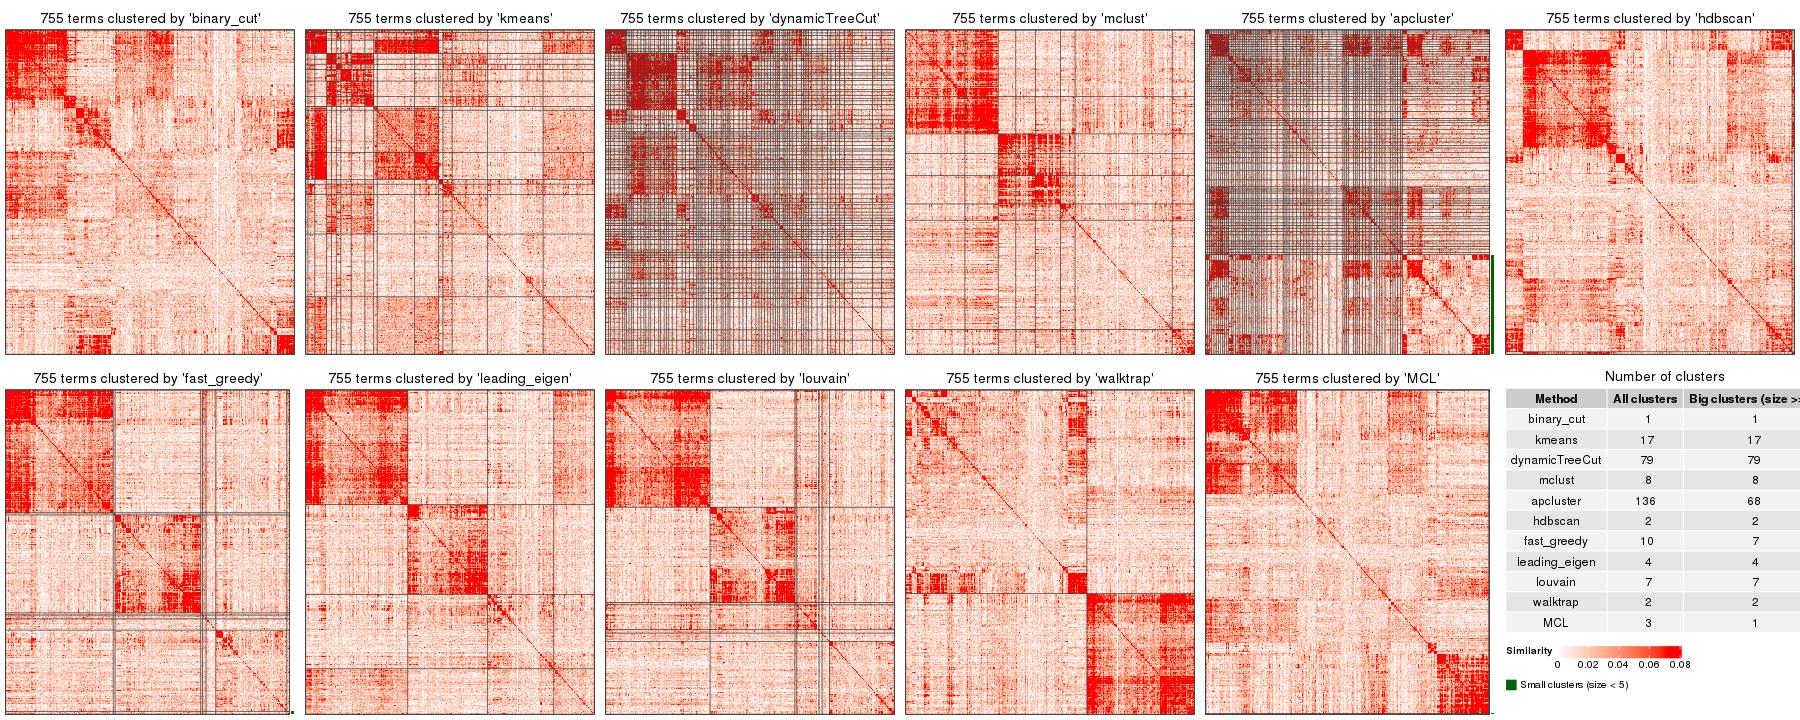 755 terms clustered by 'binary_cut'
755 terms clustered by 'kmeans'
755 terms clustered by 'dynamicTreeCut'
755 terms clustered by 'mclust'
755 terms clustered by 'apcluster'
755 terms clustered by 'hdbscan'
755 terms clustered by 'fast_greedy'
755 terms clustered by 'leading_eigen'
755 terms clustered by 'louvain'
755 terms clustered by 'walktrap'
755 terms clustered by 'MCL'
Number of clusters
Method All clusters Big clusters (size >=
binary_cut 1 1
kmeans 17 17
dynamicTreeCut 79 79
mclust 8 8
apcluster 136 68
hdbscan 2 2
fast_greedy 10 7
leading_eigen 4 4
louvain 7 7
walktrap 2 2
MCL 3 1
Similarity
0 0.02 0.04 0.06 0.08
Small clusters (size < 5)